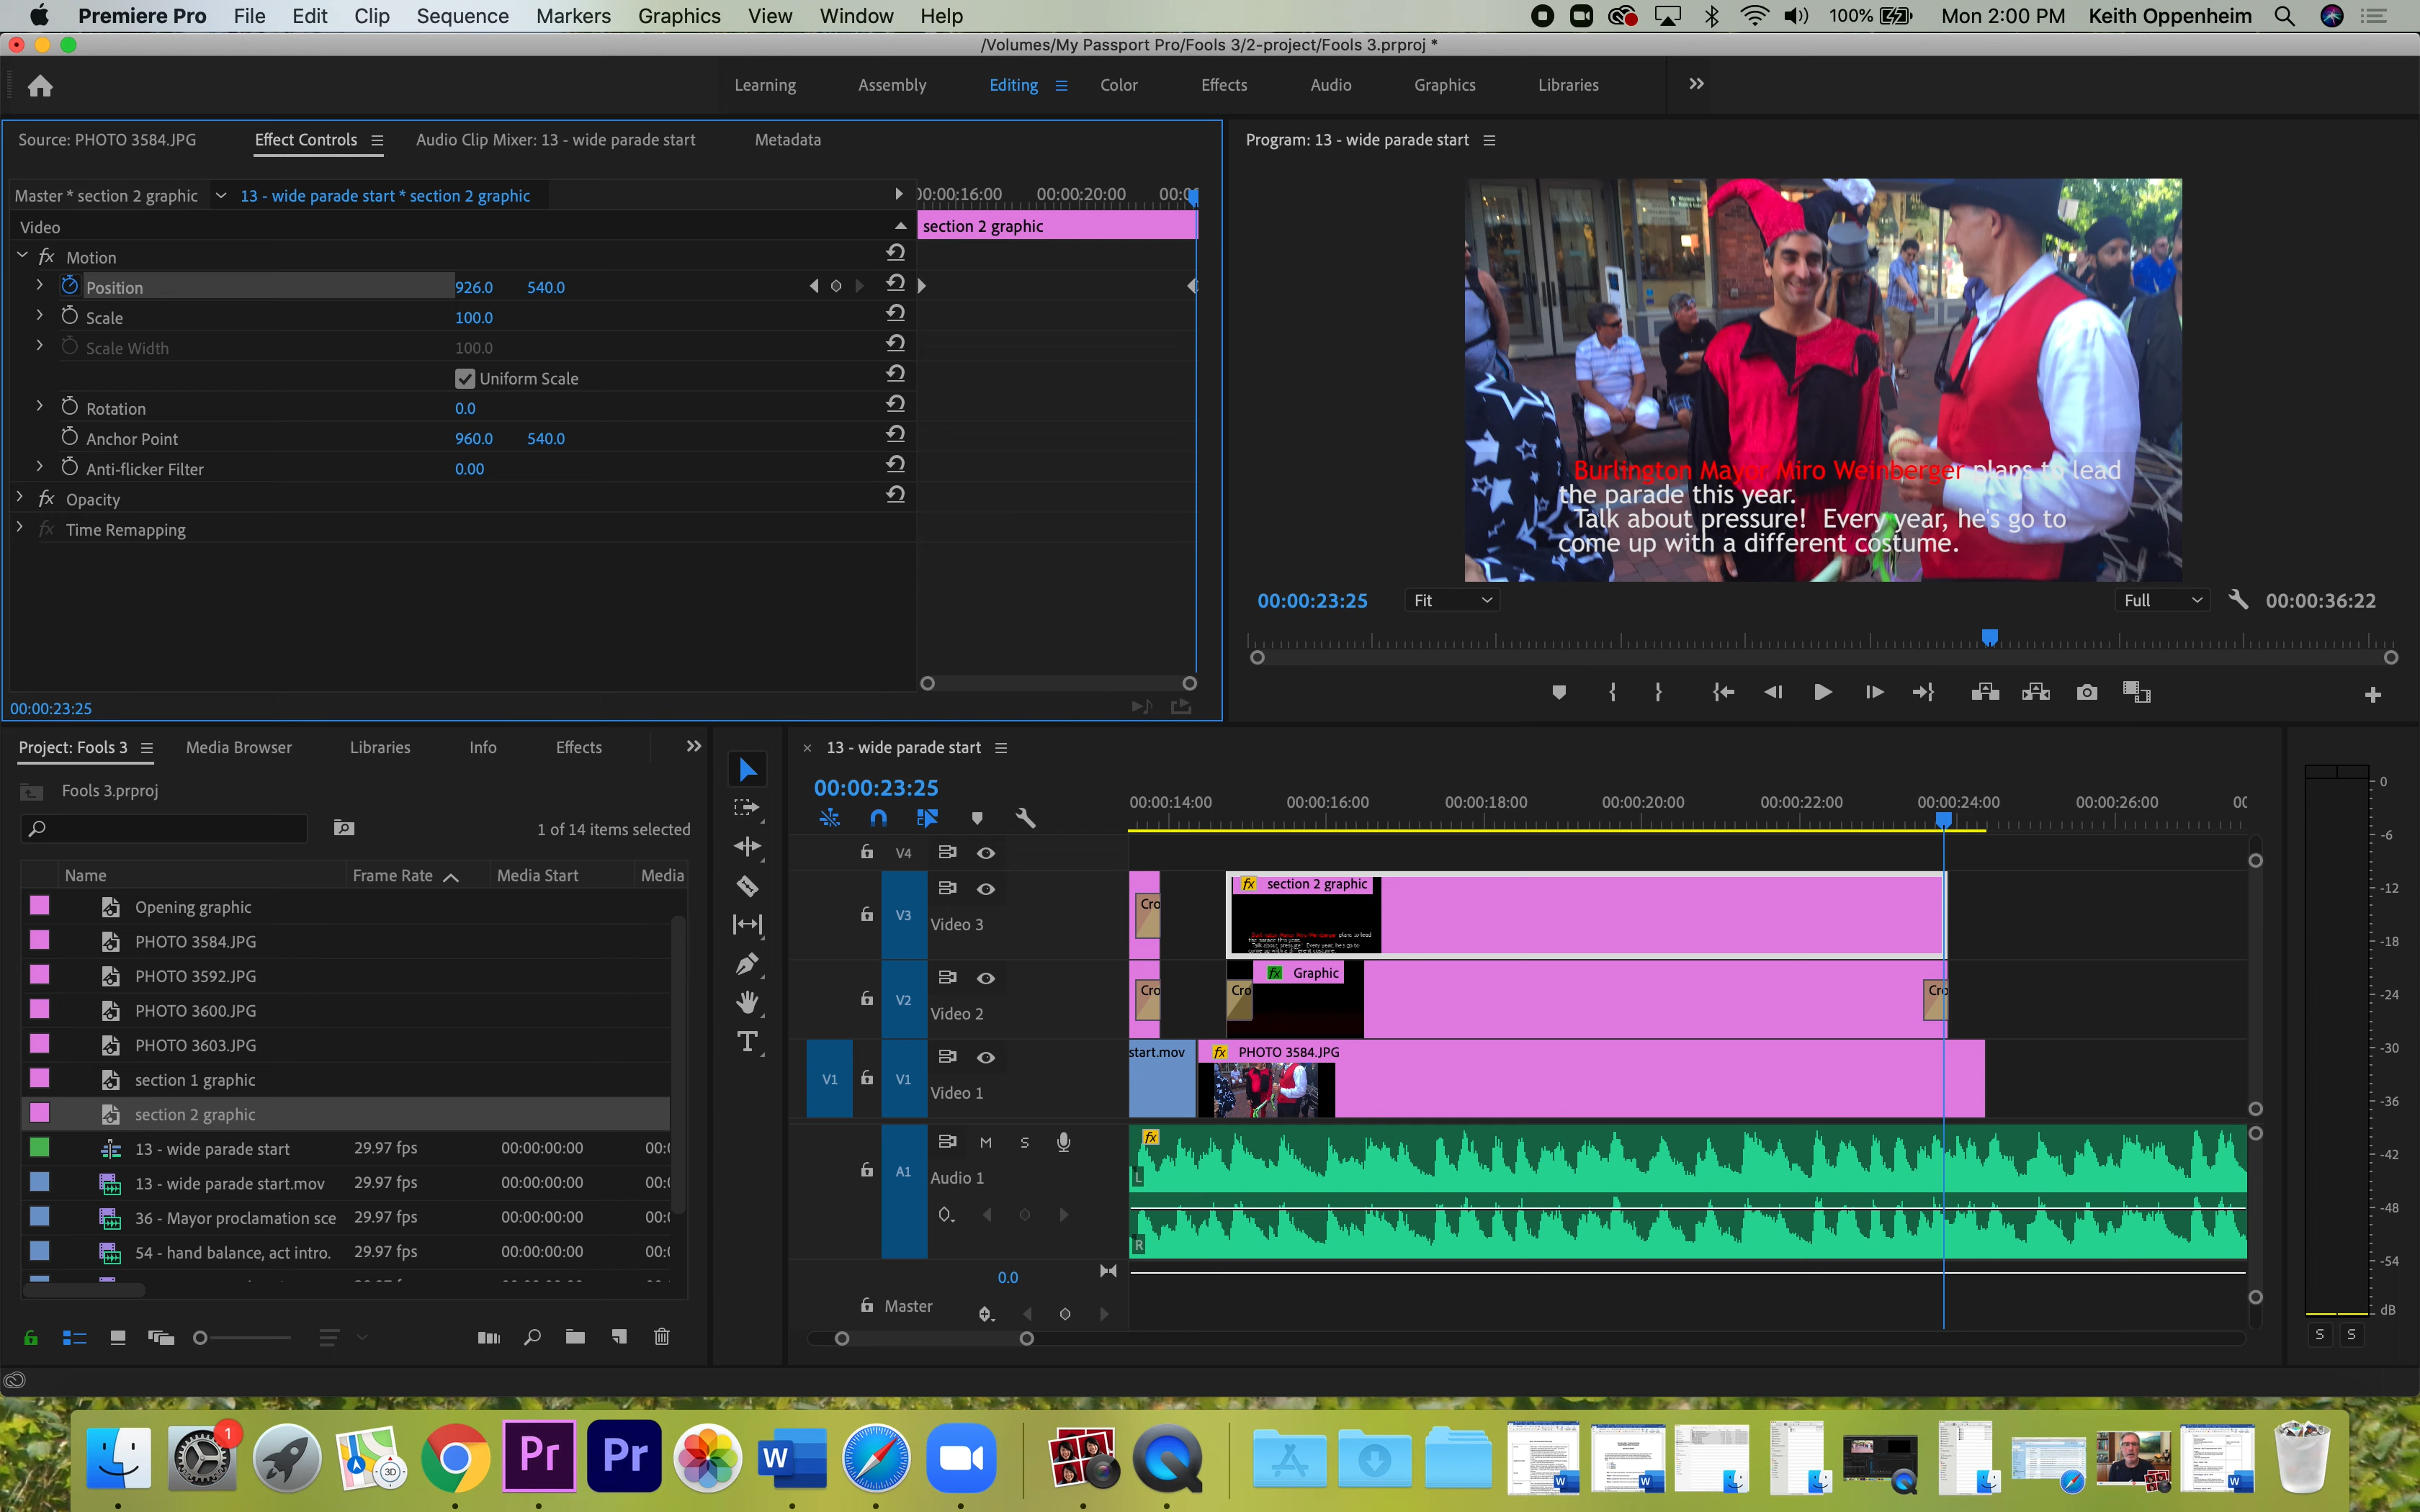 Premiere Pro File Edit Clip Sequence Markers Graphics View Window Help 100% Mon 2:00 PM Keith Oppenheim
/Volumes/My Passport Pro/Fools 3/2-project/Fools 3.prproj *
Learning Assembly Editing Color Effects Audio Graphics Libraries
Source: PHOTO 3584.JPG Effect Controls Audio Clip Mixer: 13 - wide parade start Metadata
Master * section 2 graphic 13 - wide parade start * section 2 graphic
00:00:16:00 00:00:20:00 00:0
Video
section 2 graphic
fx Motion
Position 926.0 540.0
Scale 100.0
Scale Width 100.0
Uniform Scale
Rotation 0.0
Anchor Point 960.0 540.0
Anti-flicker Filter 0.00
fx Opacity
fx Time Remapping
00:00:23:25
Program: 13 - wide parade start
Burlington Mayor Miro Weinberger plans to lead
the parade this year.
Talk about pressure! Every year, he's go to
come up with a different costume.
00:00:23:25 Fit Full 00:00:36:22
Project: Fools 3 Media Browser Libraries Info Effects
Fools 3.prproj
1 of 14 items selected
Name Frame Rate Media Start Media
Opening graphic
PHOTO 3584.JPG
PHOTO 3592.JPG
PHOTO 3600.JPG
PHOTO 3603.JPG
section 1 graphic
section 2 graphic
13 - wide parade start 29.97 fps 00:00:00:00 00:0
13 - wide parade start.mov 29.97 fps 00:00:00:00 00:0
36 - Mayor proclamation sce 29.97 fps 00:00:00:00 00:0
54 - hand balance, act intro. 29.97 fps 00:00:00:00 00:0
13 - wide parade start
00:00:23:25
00:00:14:00 00:00:16:00 00:00:18:00 00:00:20:00 00:00:22:00 00:00:24:00 00:00:26:00 00
V4
V3 Video 3 Cro fx section 2 graphic
V2 Video 2 Cro Cro fx Graphic Cro
V1 V1 Video 1 start.mov fx PHOTO 3584.JPG
A1 M S Audio 1 fx L R
0.0
Master
0
-6
-12
-18
-24
-30
-36
-42
-48
-54
dB
S S
1 3D Pr Pr W